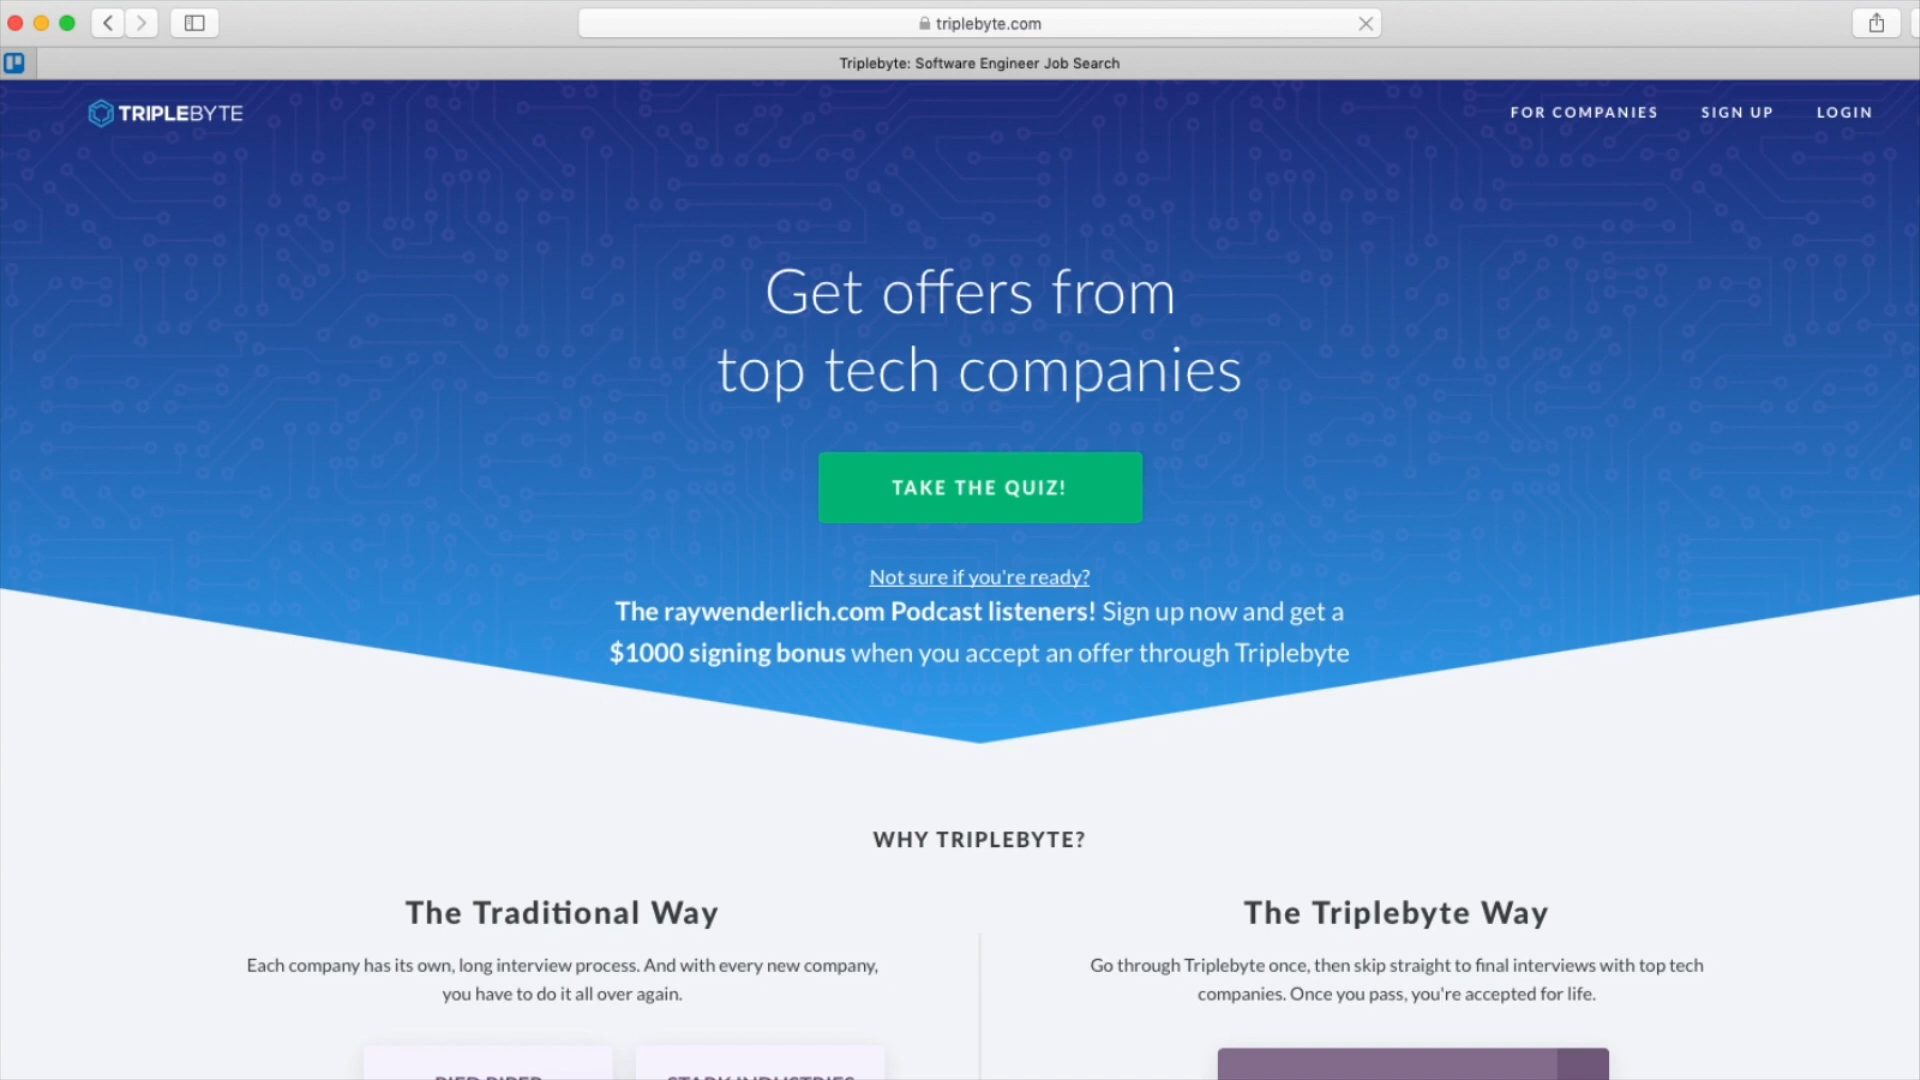 triplebyte.com
Triplebyte: Software Engineer Job Search
TRIPLEBYTE
FOR COMPANIES SIGN UP LOGIN
Get offers from
top tech companies
TAKE THE QUIZ!
Not sure if you're ready?
The raywenderlich.com Podcast listeners! Sign up now and get a
$1000 signing bonus when you accept an offer through Triplebyte
WHY TRIPLEBYTE?
The Traditional Way
Each company has its own, long interview process. And with every new company,
you have to do it all over again.
The Triplebyte Way
Go through Triplebyte once, then skip straight to final interviews with top tech
companies. Once you pass, you're accepted for life.
PIED PIPER
STARK INDUSTRIES